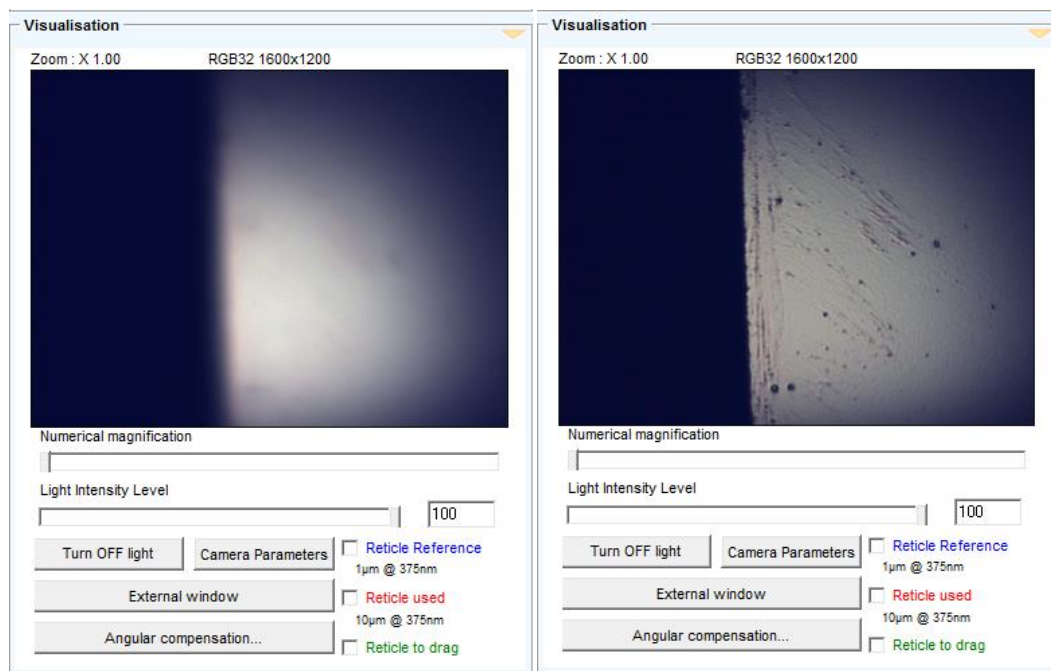 Visualisation
Zoom : X 1.00 RGB32 1600x1200
Numerical magnification
Light Intensity Level
100
Turn OFF light Camera Parameters Reticle Reference
1µm @ 375nm
External window Reticle used
10µm @ 375nm
Angular compensation... Reticle to drag
Visualisation
Zoom : X 1.00 RGB32 1600x1200
Numerical magnification
Light Intensity Level
100
Turn OFF light Camera Parameters Reticle Reference
1µm @ 375nm
External window Reticle used
10µm @ 375nm
Angular compensation... Reticle to drag